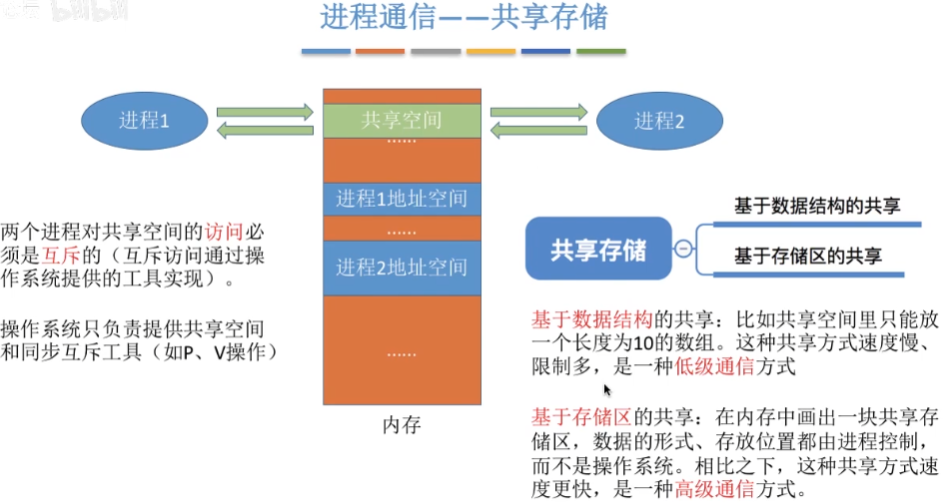 bilibili
进程通信——共享存储
进程1
共享空间
进程2
......
进程1地址空间
......
进程2地址空间
......
内存
两个进程对共享空间的访问必
须是互斥的（互斥访问通过操
作系统提供的工具实现）。
操作系统只负责提供共享空间
和同步互斥工具（如P、V操作）
共享存储
基于数据结构的共享
基于存储区的共享
基于数据结构的共享：比如共享空间里只能放
一个长度为10的数组。这种共享方式速度慢、
限制多，是一种低级通信方式
基于存储区的共享：在内存中画出一块共享存
储区，数据的形式、存放位置都由进程控制，
而不是操作系统。相比之下，这种共享方式速
度更快，是一种高级通信方式。